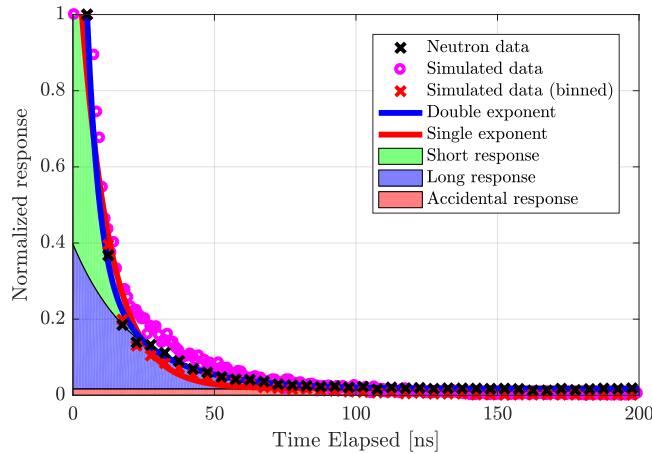 Normalized response
1
0.8
0.6
0.4
0.2
0
Neutron data
Simulated data
Simulated data (binned)
Double exponent
Single exponent
Short response
Long response
Accidental response
0
50
100
150
200
Time Elapsed [ns]